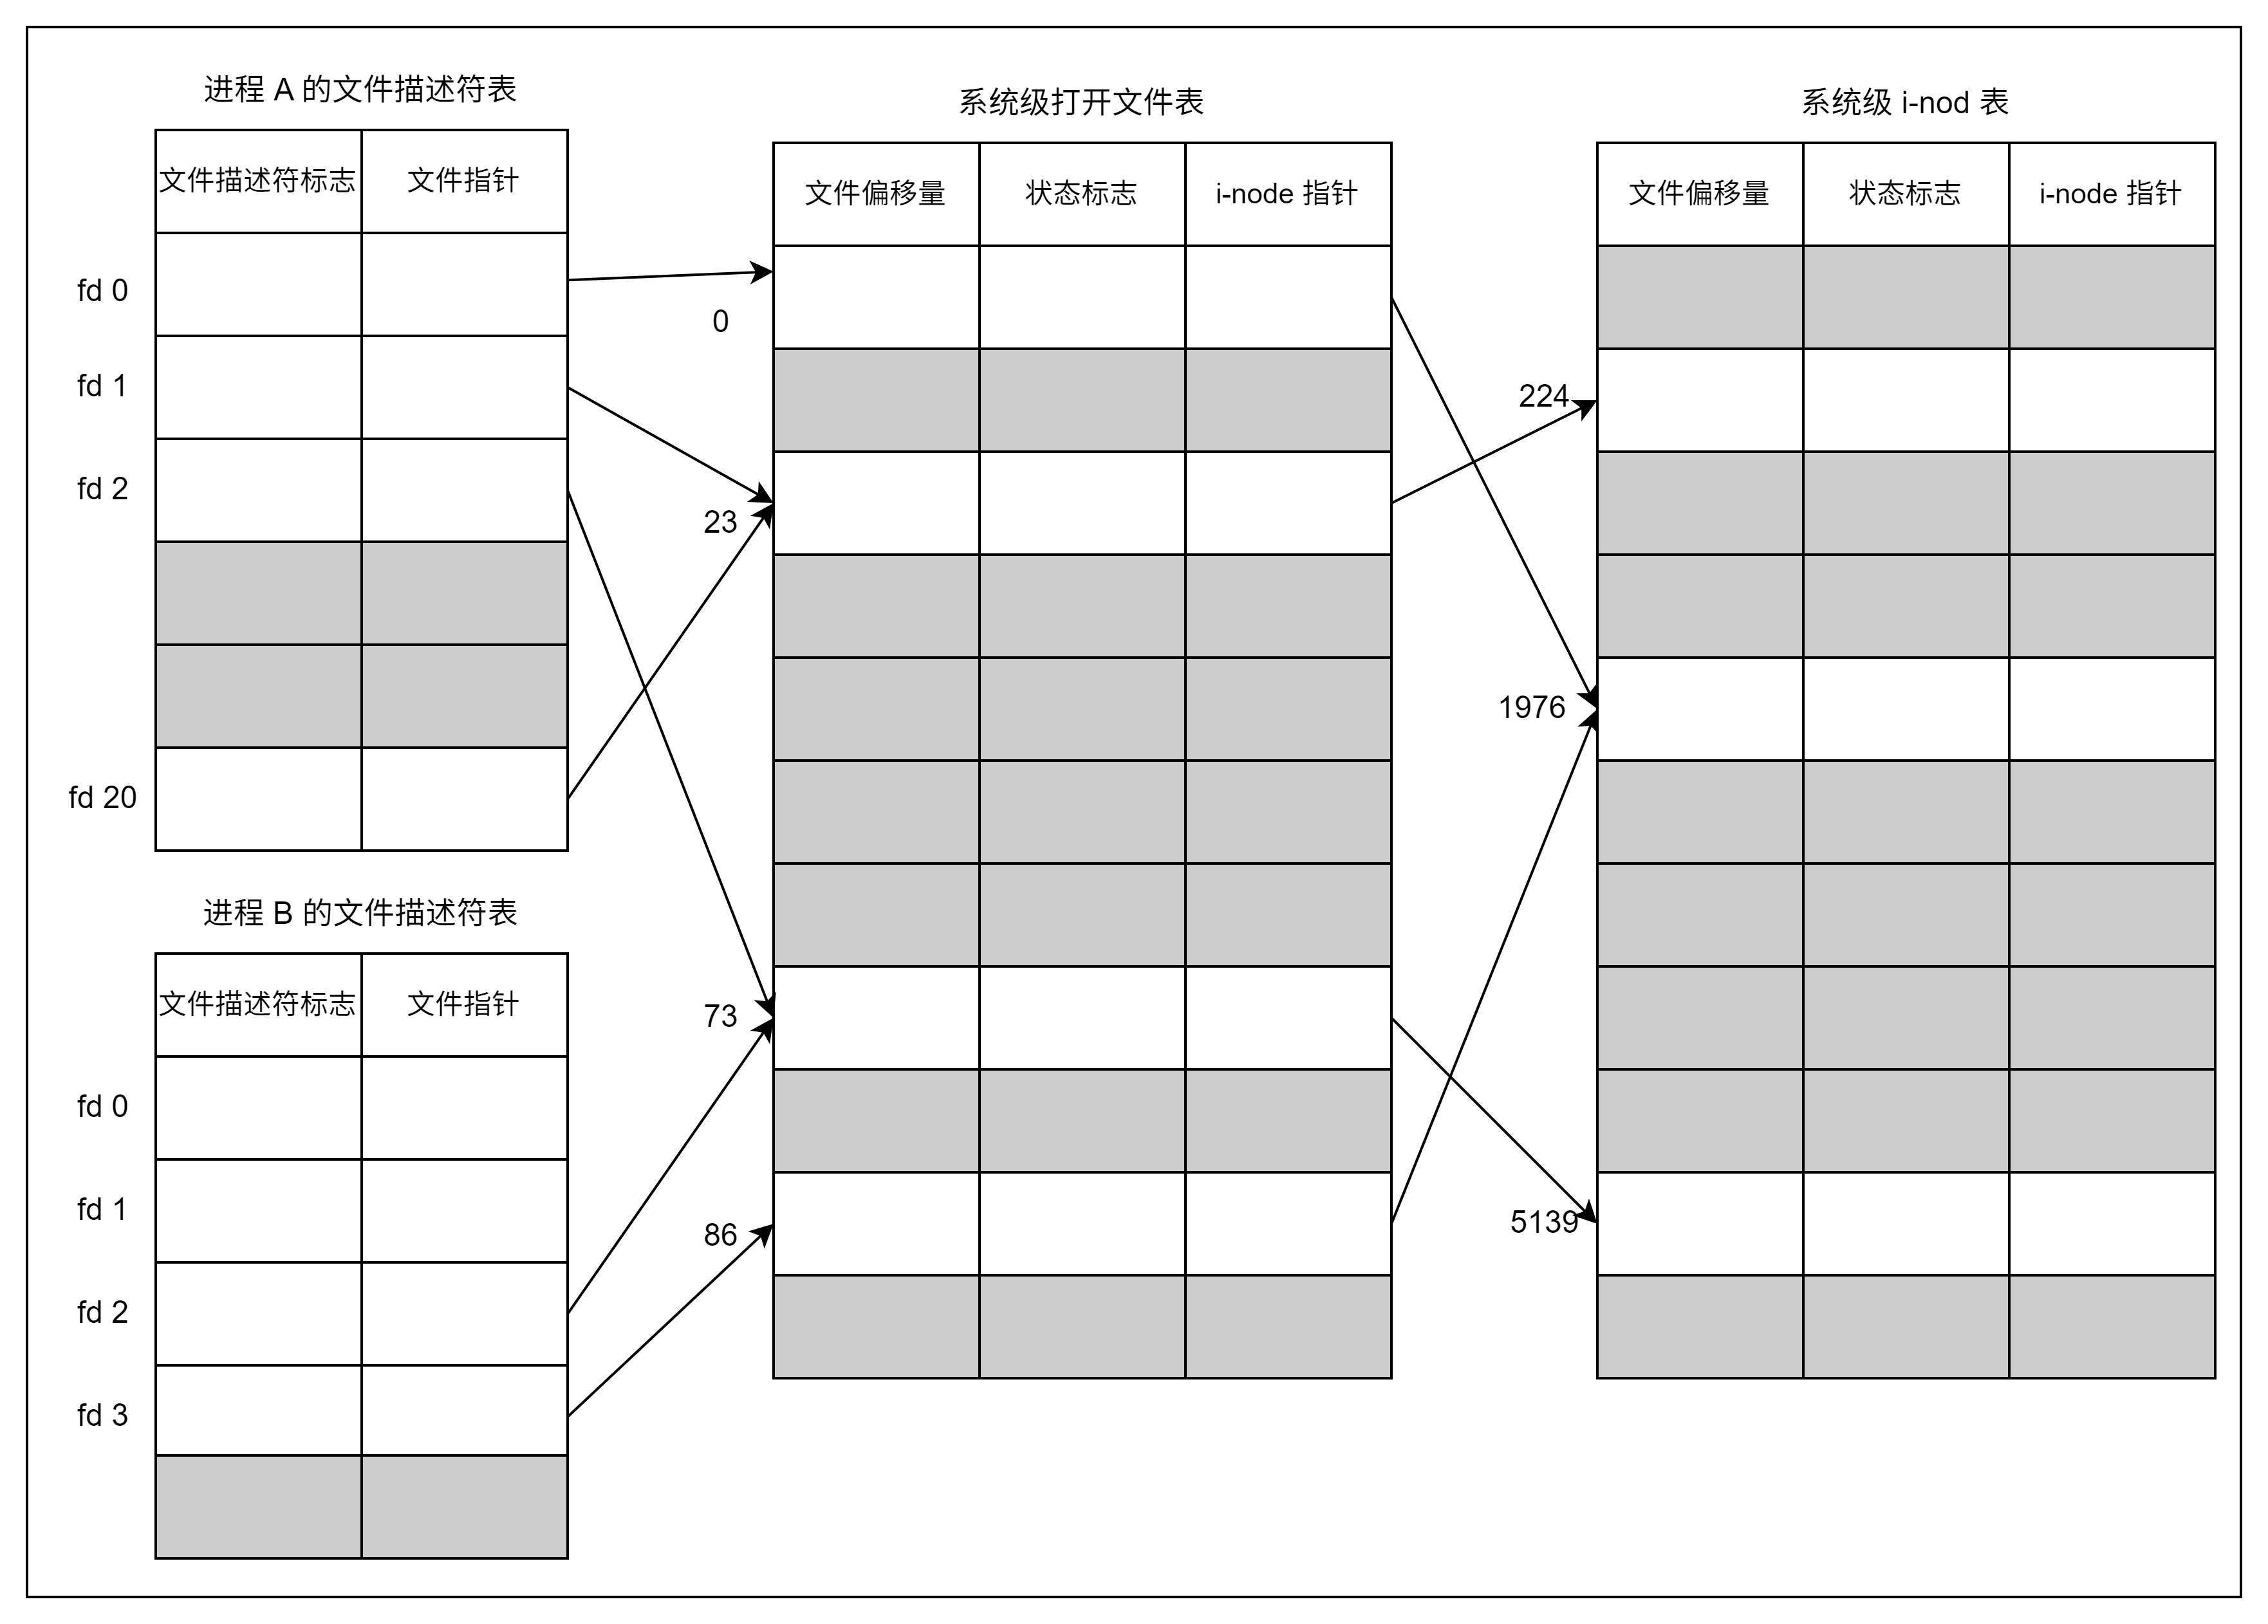 进程 A 的文件描述符表
文件描述符标志
文件指针
fd 0
fd 1
fd 2
fd 20
进程 B 的文件描述符表
文件描述符标志
文件指针
fd 0
fd 1
fd 2
fd 3
系统级打开文件表
文件偏移量
状态标志
i-node 指针
0
23
73
86
系统级 i-nod 表
文件偏移量
状态标志
i-node 指针
224
1976
5139